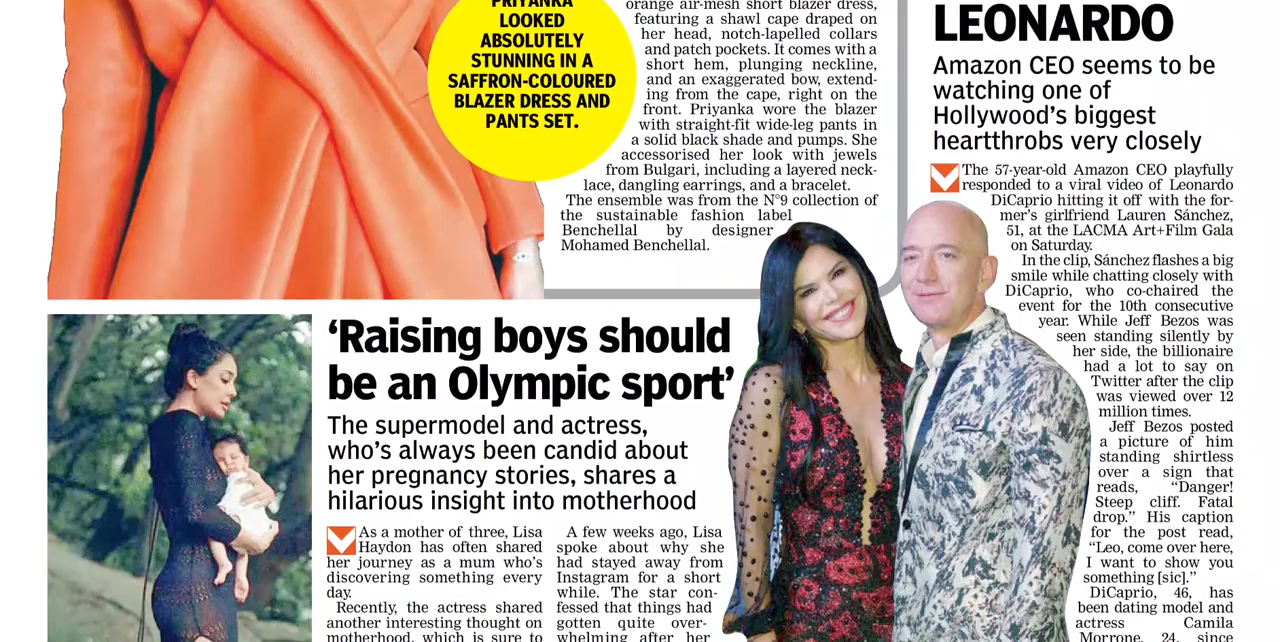 PRIYANKA
LOOKED
ABSOLUTELY
STUNNING IN A
SAFFRON-COLOURED
BLAZER DRESS AND
PANTS SET.
orange air-mesh short blazer dress,
featuring a shawl cape draped on
her head, notch-lapelled collars
and patch pockets. It comes with a
short hem, plunging neckline,
and an exaggerated bow, extend-
ing from the cape, right on the
front. Priyanka wore the blazer
with straight-fit wide-leg pants in
a solid black shade and pumps. She
accessorised her look with jewels
from Bulgari, including a layered neck-
lace, dangling earrings, and a bracelet.
The ensemble was from the N°9 collection of
the sustainable fashion label
Benchellal by designer
Mohamed Benchellal.
LEONARDO
Amazon CEO seems to be
watching one of
Hollywood's biggest
heartthrobs very closely
The 57-year-old Amazon CEO playfully
responded to a viral video of Leonardo
DiCaprio hitting it off with the for-
mer's girlfriend Lauren Sánchez,
51, at the LACMA Art+Film Gala
on Saturday.
In the clip, Sánchez flashes a big
smile while chatting closely with
DiCaprio, who co-chaired the
event for the 10th consecutive
year. While Jeff Bezos was
seen standing silently by
her side, the billionaire
had a lot to say on
Twitter after the clip
was viewed over 12
million times.
Jeff Bezos posted
a picture of him
standing shirtless
over a sign that
reads, "Danger!
Steep cliff. Fatal
drop." His caption
for the post read,
"Leo, come over here,
I want to show you
something [sic]."
DiCaprio, 46, has
been dating model and
actress Camila
Morrone, 24, since
'Raising boys should
be an Olympic sport'
The supermodel and actress,
who's always been candid about
her pregnancy stories, shares a
hilarious insight into motherhood
As a mother of three, Lisa
Haydon has often shared
her journey as a mum who's
discovering something every
day.
Recently, the actress shared
another interesting thought on
motherhood, which is sure to
A few weeks ago, Lisa
spoke about why she
had stayed away from
Instagram for a short
while. The star con-
fessed that things had
gotten quite over-
whelming after her